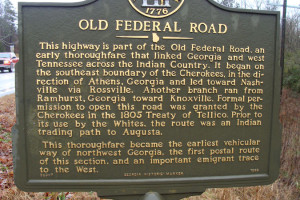 1776
OLD FEDERAL ROAD
This highway is part of the Old Federal Road, an
early thoroughfare that linked Georgia and west
Tennessee across the Indian Country. It began on
the southeast boundary of the Cherokees, in the di-
rection of Athens, Georgia and led toward Nash-
ville via Rossville. Another branch ran from
Ramhurst, Georgia toward Knoxville. Formal per-
mission to open this road was granted by the
Cherokees in the 1805 Treaty of Tellico. Prior to
its use by the Whites, the route was an Indian
trading path to Augusta.
This thoroughfare became the earliest vehicular
way of northwest Georgia, the first postal route
of this section, and an important emigrant trace
to the West.
GEORGIA HISTORIC MARKER